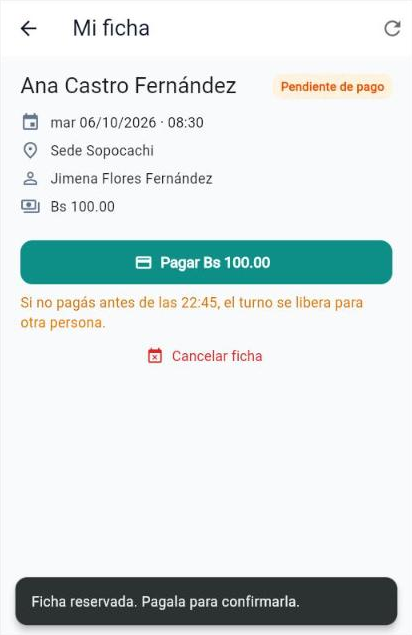 Mi ficha
Ana Castro Fernández
Pendiente de pago
mar 06/10/2026 · 08:30
Sede Sopocachi
Jimena Flores Fernández
Bs 100.00
Pagar Bs 100.00
Si no pagás antes de las 22:45, el turno se libera para
otra persona.
Cancelar ficha
Ficha reservada. Pagala para confirmarla.